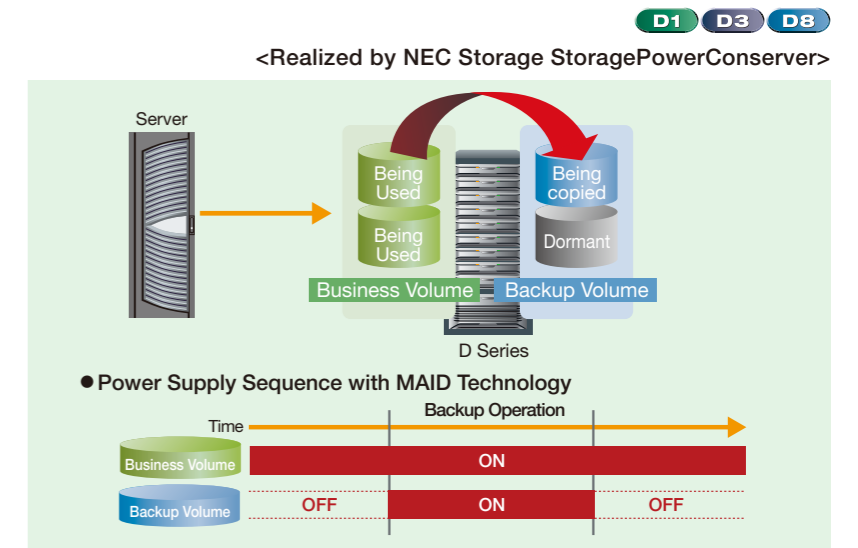 D1 D3 D8
<Realized by NEC Storage StoragePowerConserver>
Server
Being
Used
Being
copied
Being
Used
Dormant
Business Volume
Backup Volume
D Series
●Power Supply Sequence with MAID Technology
Backup Operation
Time
Business Volume
ON
Backup Volume
OFF
ON
OFF